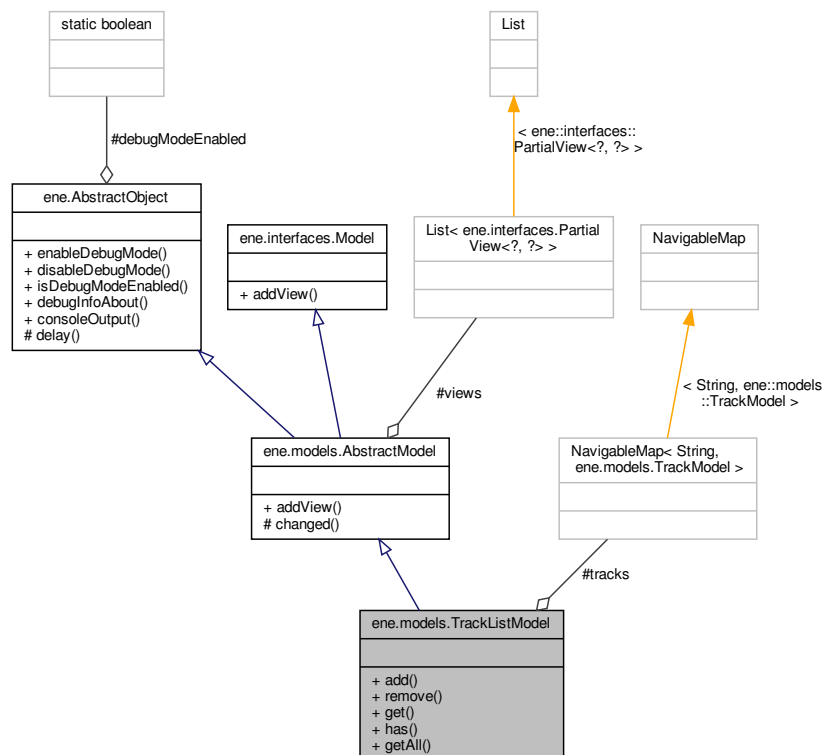 static boolean
List
#debugModeEnabled
< ene::interfaces::
PartialView<?, ?> >
ene.AbstractObject
+ enableDebugMode()
+ disableDebugMode()
+ isDebugModeEnabled()
+ debugInfoAbout()
+ consoleOutput()
# delay()
ene.interfaces.Model
+ addView()
List< ene.interfaces.Partial
View<?, ?> >
NavigableMap
#views
< String, ene::models
::TrackModel >
ene.models.AbstractModel
+ addView()
# changed()
NavigableMap< String,
ene.models.TrackModel >
#tracks
ene.models.TrackListModel
+ add()
+ remove()
+ get()
+ has()
+ getAll()